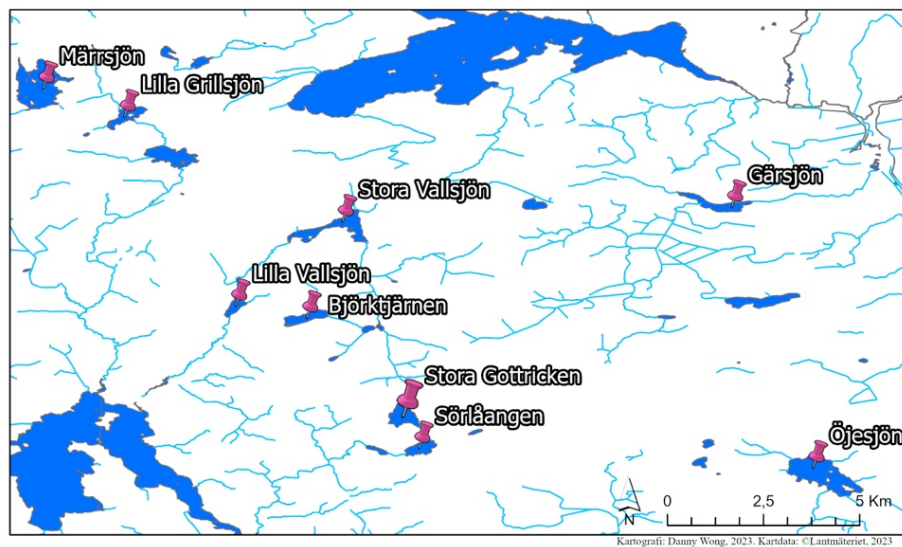 Märrsjön
Lilla Grillsjön
Gärsjön
Stora Vallsjön
Lilla Vallsjön
Björktjärnen
Stora Gottricken
Sörlåangen
Öjesjön
N
0 2,5 5 Km
Kartografi: Danny Wong, 2023. Kartdata: ©Lantmäteriet, 2023